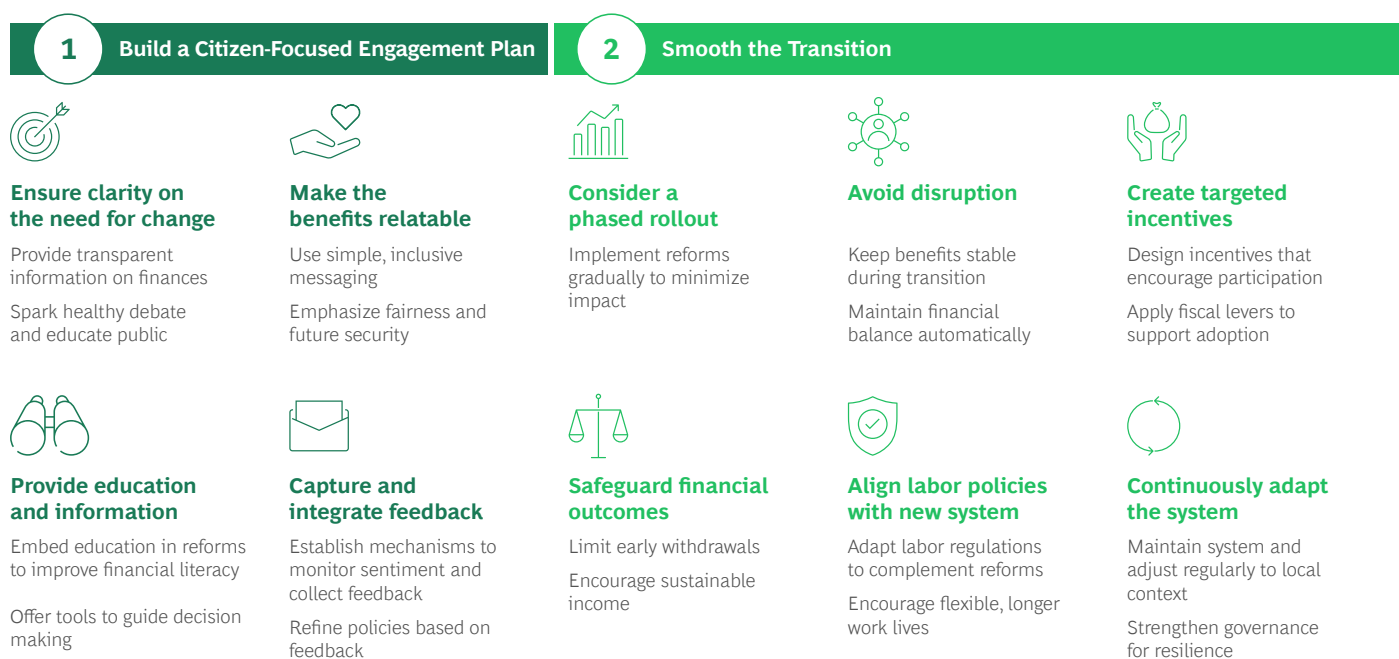 1
Build a Citizen-Focused Engagement Plan
Ensure clarity on
the need for change
Provide transparent
information on finances
Spark healthy debate
and educate public
Make the
benefits relatable
Use simple, inclusive
messaging
Emphasize fairness and
future security
Provide education
and information
Embed education in reforms
to improve financial literacy
Offer tools to guide decision
making
Capture and
integrate feedback
Establish mechanisms to
monitor sentiment and
collect feedback
Refine policies based on
feedback
2
Smooth the Transition
Consider a
phased rollout
Implement reforms
gradually to minimize
impact
Avoid disruption
Keep benefits stable
during transition
Maintain financial
balance automatically
Create targeted
incentives
Design incentives that
encourage participation
Apply fiscal levers to
support adoption
Safeguard financial
outcomes
Limit early withdrawals
Encourage sustainable
income
Align labor policies
with new system
Adapt labor regulations
to complement reforms
Encourage flexible, longer
work lives
Continuously adapt
the system
Maintain system and
adjust regularly to local
context
Strengthen governance
for resilience